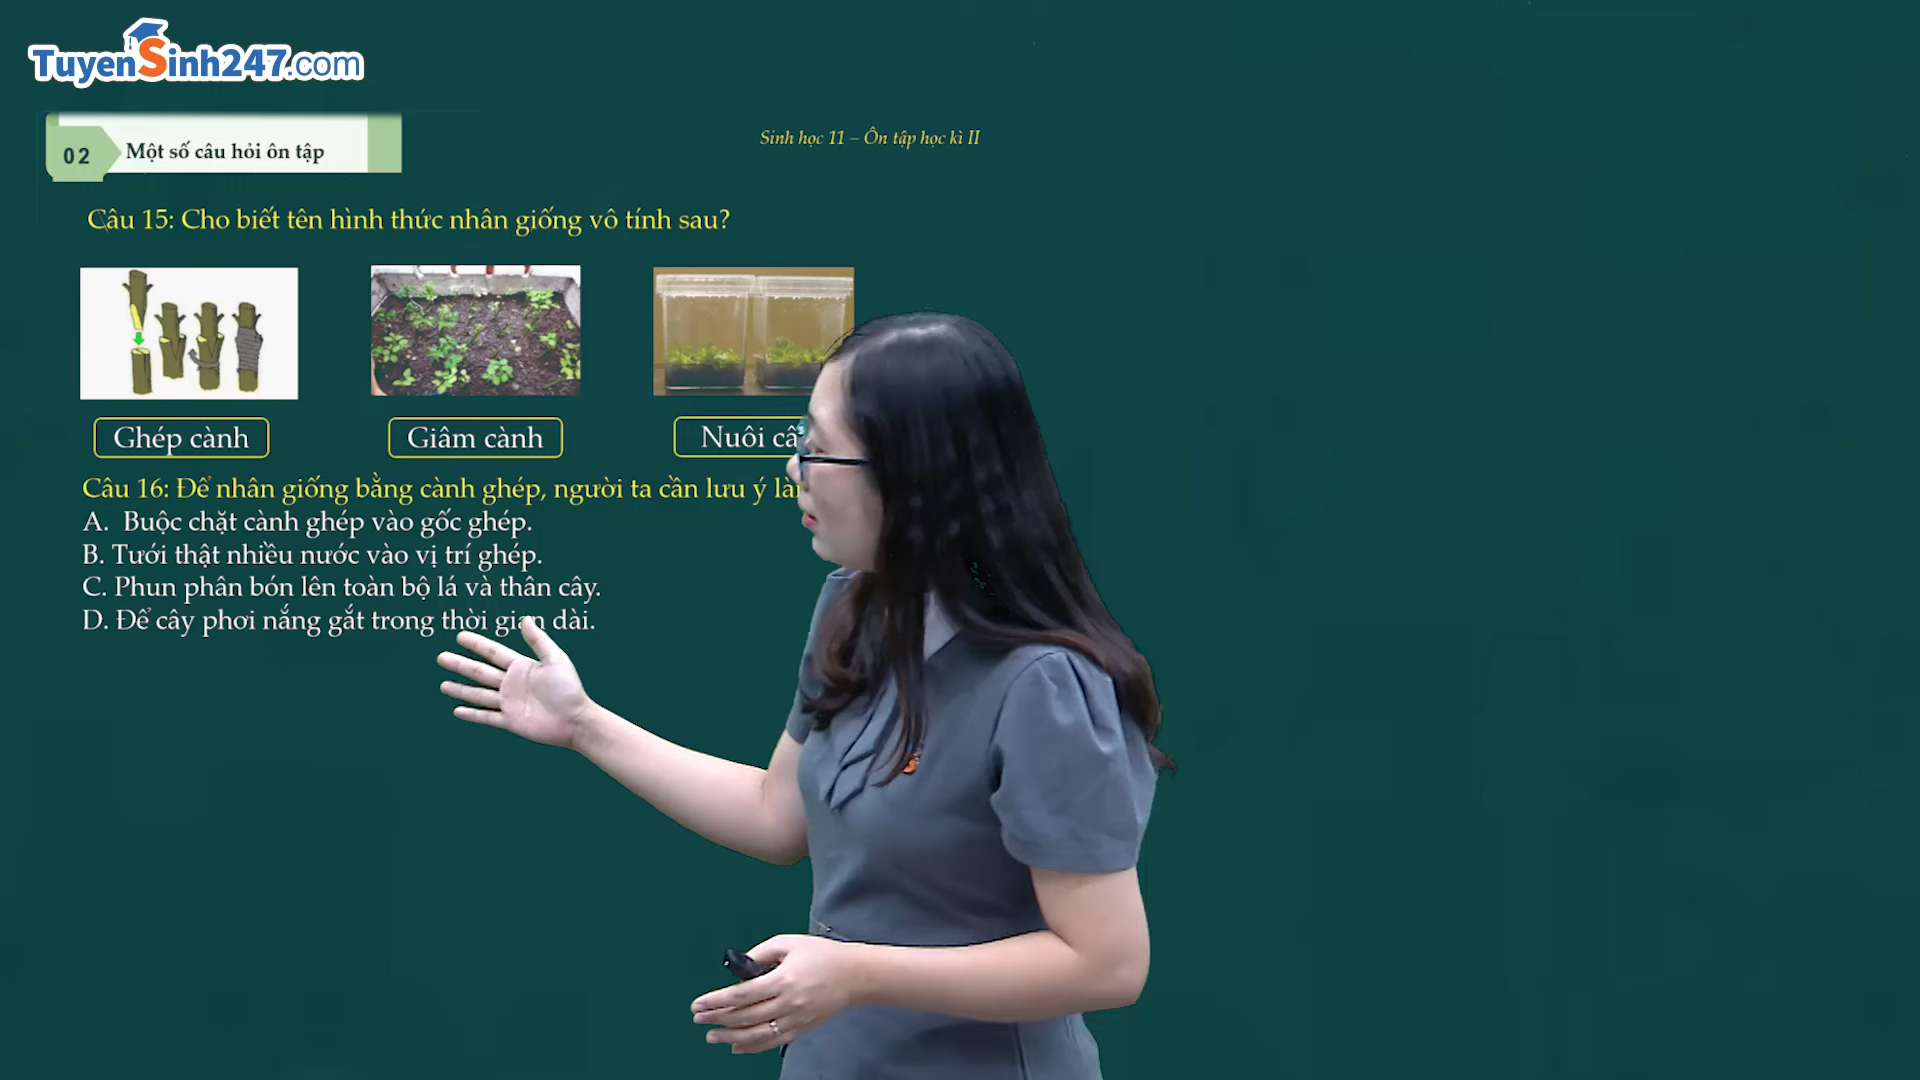 TuyenSinh247.com
02
Một số câu hỏi ôn tập
Sinh học 11 – Ôn tập học kì II
Câu 15: Cho biết tên hình thức nhân giống vô tính sau?
Ghép cành
Giâm cành
Nuôi
Câu 16: Để nhân giống bằng cành ghép, người ta cần lưu ý
A. Buộc chặt cành ghép vào gốc ghép.
B. Tưới thật nhiều nước vào vị trí ghép.
C. Phun phân bón lên toàn bộ lá và thân cây.
D. Để cây phơi nắng gắt trong thời gian dài.